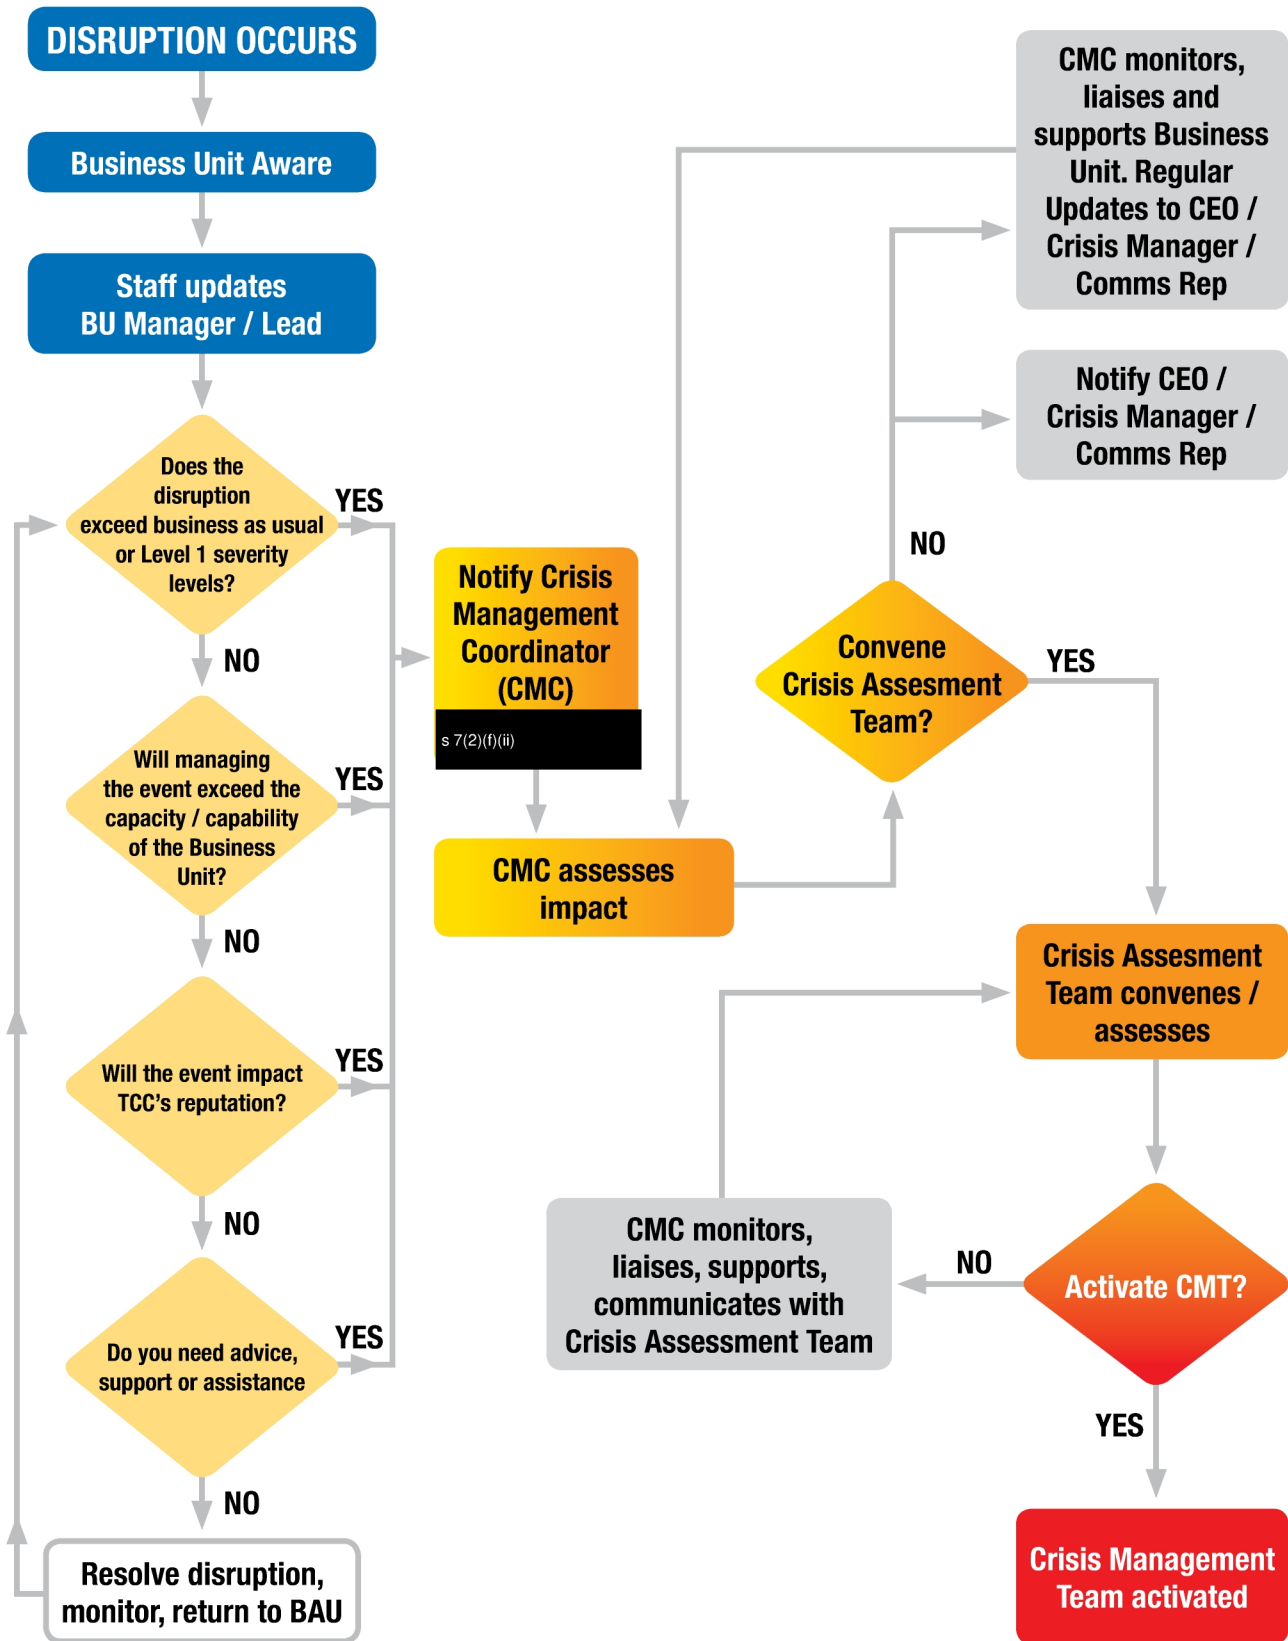 DISRUPTION OCCURS
Business Unit Aware
Staff updates
BU Manager / Lead
Does the
disruption
exceed business as usual
or Level 1 severity
levels?
YES
NO
Will managing
the event exceed the
capacity / capability
of the Business
Unit?
YES
NO
Will the event impact
TCC’s reputation?
YES
NO
Do you need advice,
support or assistance
YES
NO
Resolve disruption,
monitor, return to BAU
Notify Crisis
Management
Coordinator
(CMC)
s 7(2)(f)(ii)
CMC assesses
impact
Convene
Crisis Assesment
Team?
NO
YES
CMC monitors,
liaises and
supports Business
Unit. Regular
Updates to CEO /
Crisis Manager /
Comms Rep
Notify CEO /
Crisis Manager /
Comms Rep
Crisis Assesment
Team convenes /
assesses
Activate CMT?
NO
CMC monitors,
liaises, supports,
communicates with
Crisis Assessment Team
YES
Crisis Management
Team activated